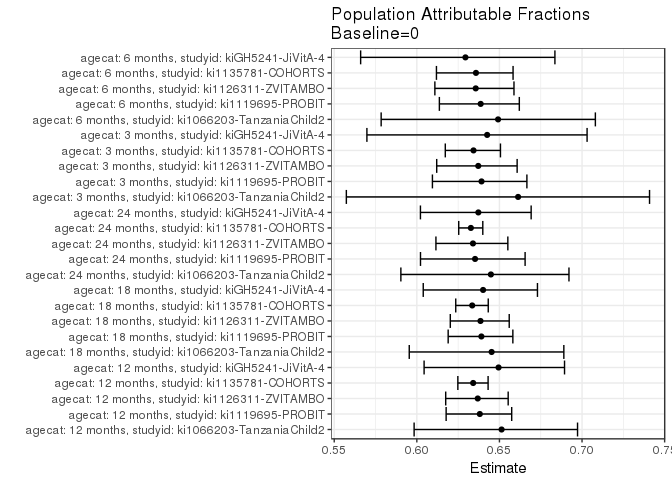 Population Attributable Fractions
Baseline=0
agecat: 6 months, studyid: kiGH5241-JiVitA-4
agecat: 6 months, studyid: ki1135781-COHORTS
agecat: 6 months, studyid: ki1126311-ZVITAMBO
agecat: 6 months, studyid: ki1119695-PROBIT
agecat: 6 months, studyid: ki1066203-TanzaniaChild2
agecat: 3 months, studyid: kiGH5241-JiVitA-4
agecat: 3 months, studyid: ki1135781-COHORTS
agecat: 3 months, studyid: ki1126311-ZVITAMBO
agecat: 3 months, studyid: ki1119695-PROBIT
agecat: 3 months, studyid: ki1066203-TanzaniaChild2
agecat: 24 months, studyid: kiGH5241-JiVitA-4
agecat: 24 months, studyid: ki1135781-COHORTS
agecat: 24 months, studyid: ki1126311-ZVITAMBO
agecat: 24 months, studyid: ki1119695-PROBIT
agecat: 24 months, studyid: ki1066203-TanzaniaChild2
agecat: 18 months, studyid: kiGH5241-JiVitA-4
agecat: 18 months, studyid: ki1135781-COHORTS
agecat: 18 months, studyid: ki1126311-ZVITAMBO
agecat: 18 months, studyid: ki1119695-PROBIT
agecat: 18 months, studyid: ki1066203-TanzaniaChild2
agecat: 12 months, studyid: kiGH5241-JiVitA-4
agecat: 12 months, studyid: ki1135781-COHORTS
agecat: 12 months, studyid: ki1126311-ZVITAMBO
agecat: 12 months, studyid: ki1119695-PROBIT
agecat: 12 months, studyid: ki1066203-TanzaniaChild2
0.55 0.60 0.65 0.70 0.75
Estimate